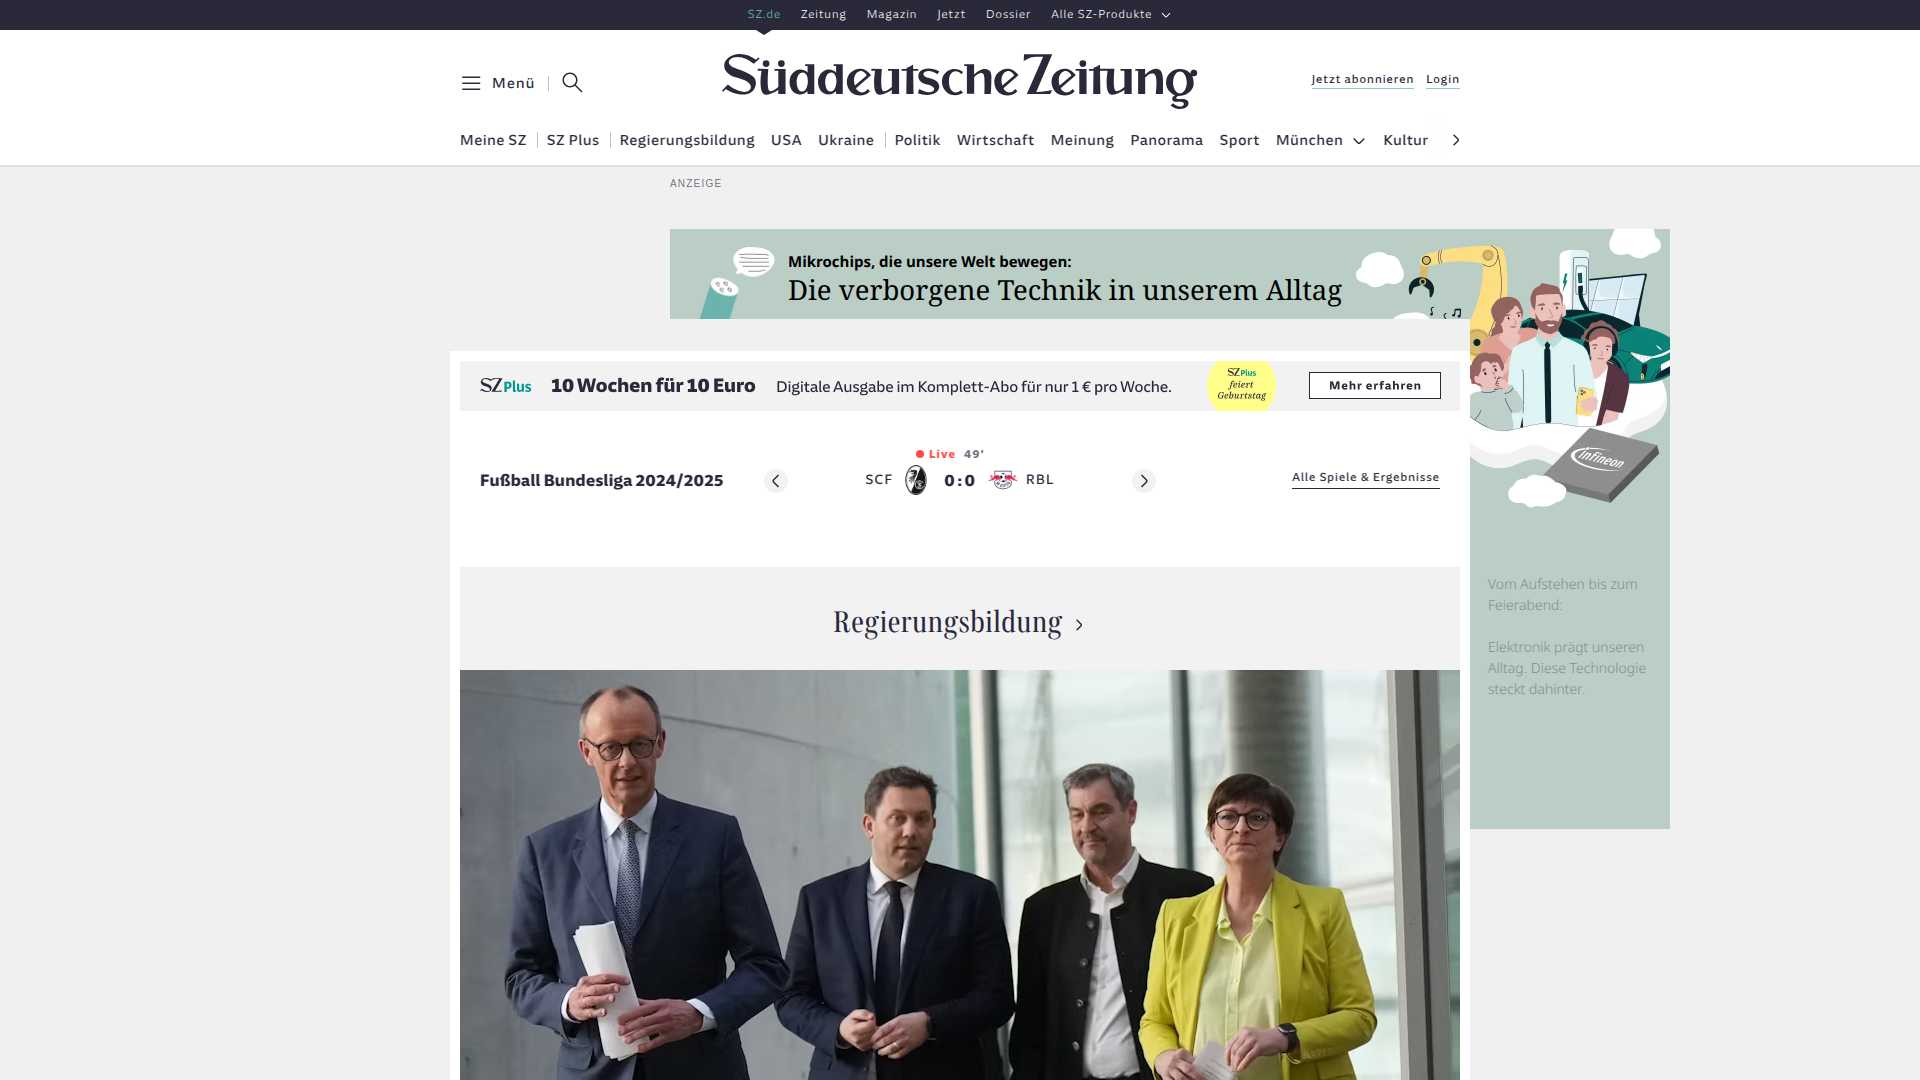 SZ.de Zeitung Magazin Jetzt Dossier Alle SZ-Produkte
Menü
Süddeutsche Zeitung
Jetzt abonnieren Login
Meine SZ SZ Plus Regierungsbildung USA Ukraine Politik Wirtschaft Meinung Panorama Sport München Kultur
ANZEIGE
Mikrochips, die unsere Welt bewegen:
Die verborgene Technik in unserem Alltag
SZ Plus 10 Wochen für 10 Euro Digitale Ausgabe im Komplett-Abo für nur 1 € pro Woche.
SZ Plus
feiert
Geburtstag
Mehr erfahren
infineon
Live 49'
Fußball Bundesliga 2024/2025
SCF 0:0 RBL
Alle Spiele & Ergebnisse
Vom Aufstehen bis zum
Feierabend:
Elektronik prägt unseren
Alltag. Diese Technologie
steckt dahinter.
Regierungsbildung